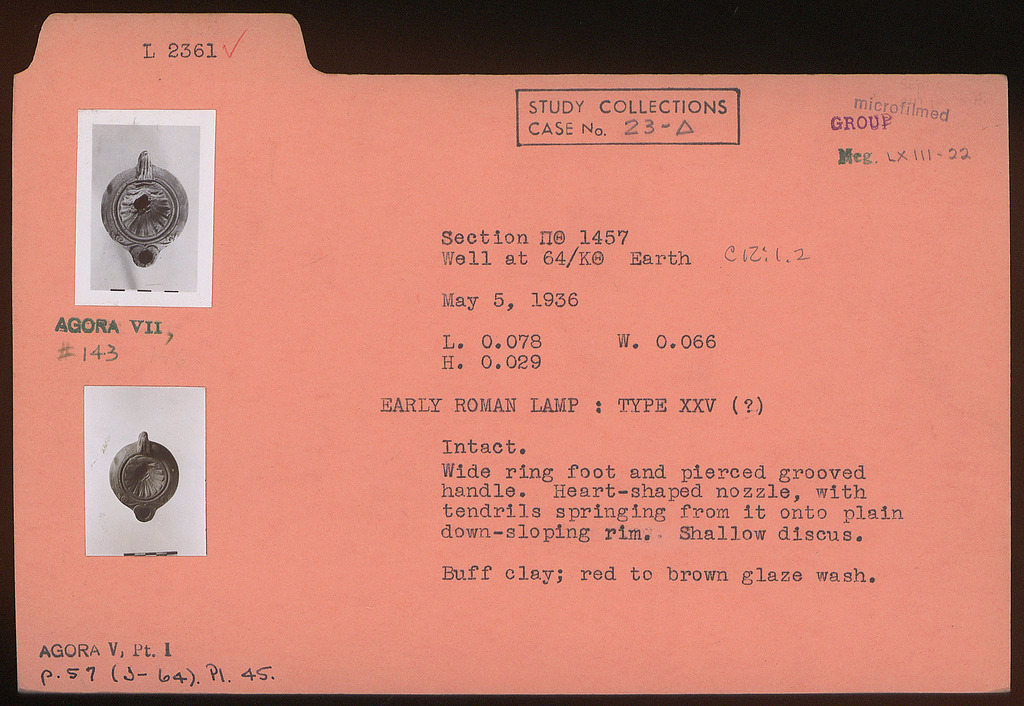 L 2361 ✓
STUDY COLLECTIONS
CASE No. 23-Δ
microfilmed
GROUP
Neg. LXIII-22
Section ΠΘ 1457
Well at 64/ΚΘ Earth C12:1.2
May 5, 1936
AGORA VII,
#143
L. 0.078 W. 0.066
H. 0.029
EARLY ROMAN LAMP : TYPE XXV (?)
Intact.
Wide ring foot and pierced grooved
handle. Heart-shaped nozzle, with
tendrils springing from it onto plain
down-sloping rim. Shallow discus.
Buff clay; red to brown glaze wash.
AGORA V, Pt. I
p. 57 (J-64). Pl. 45.